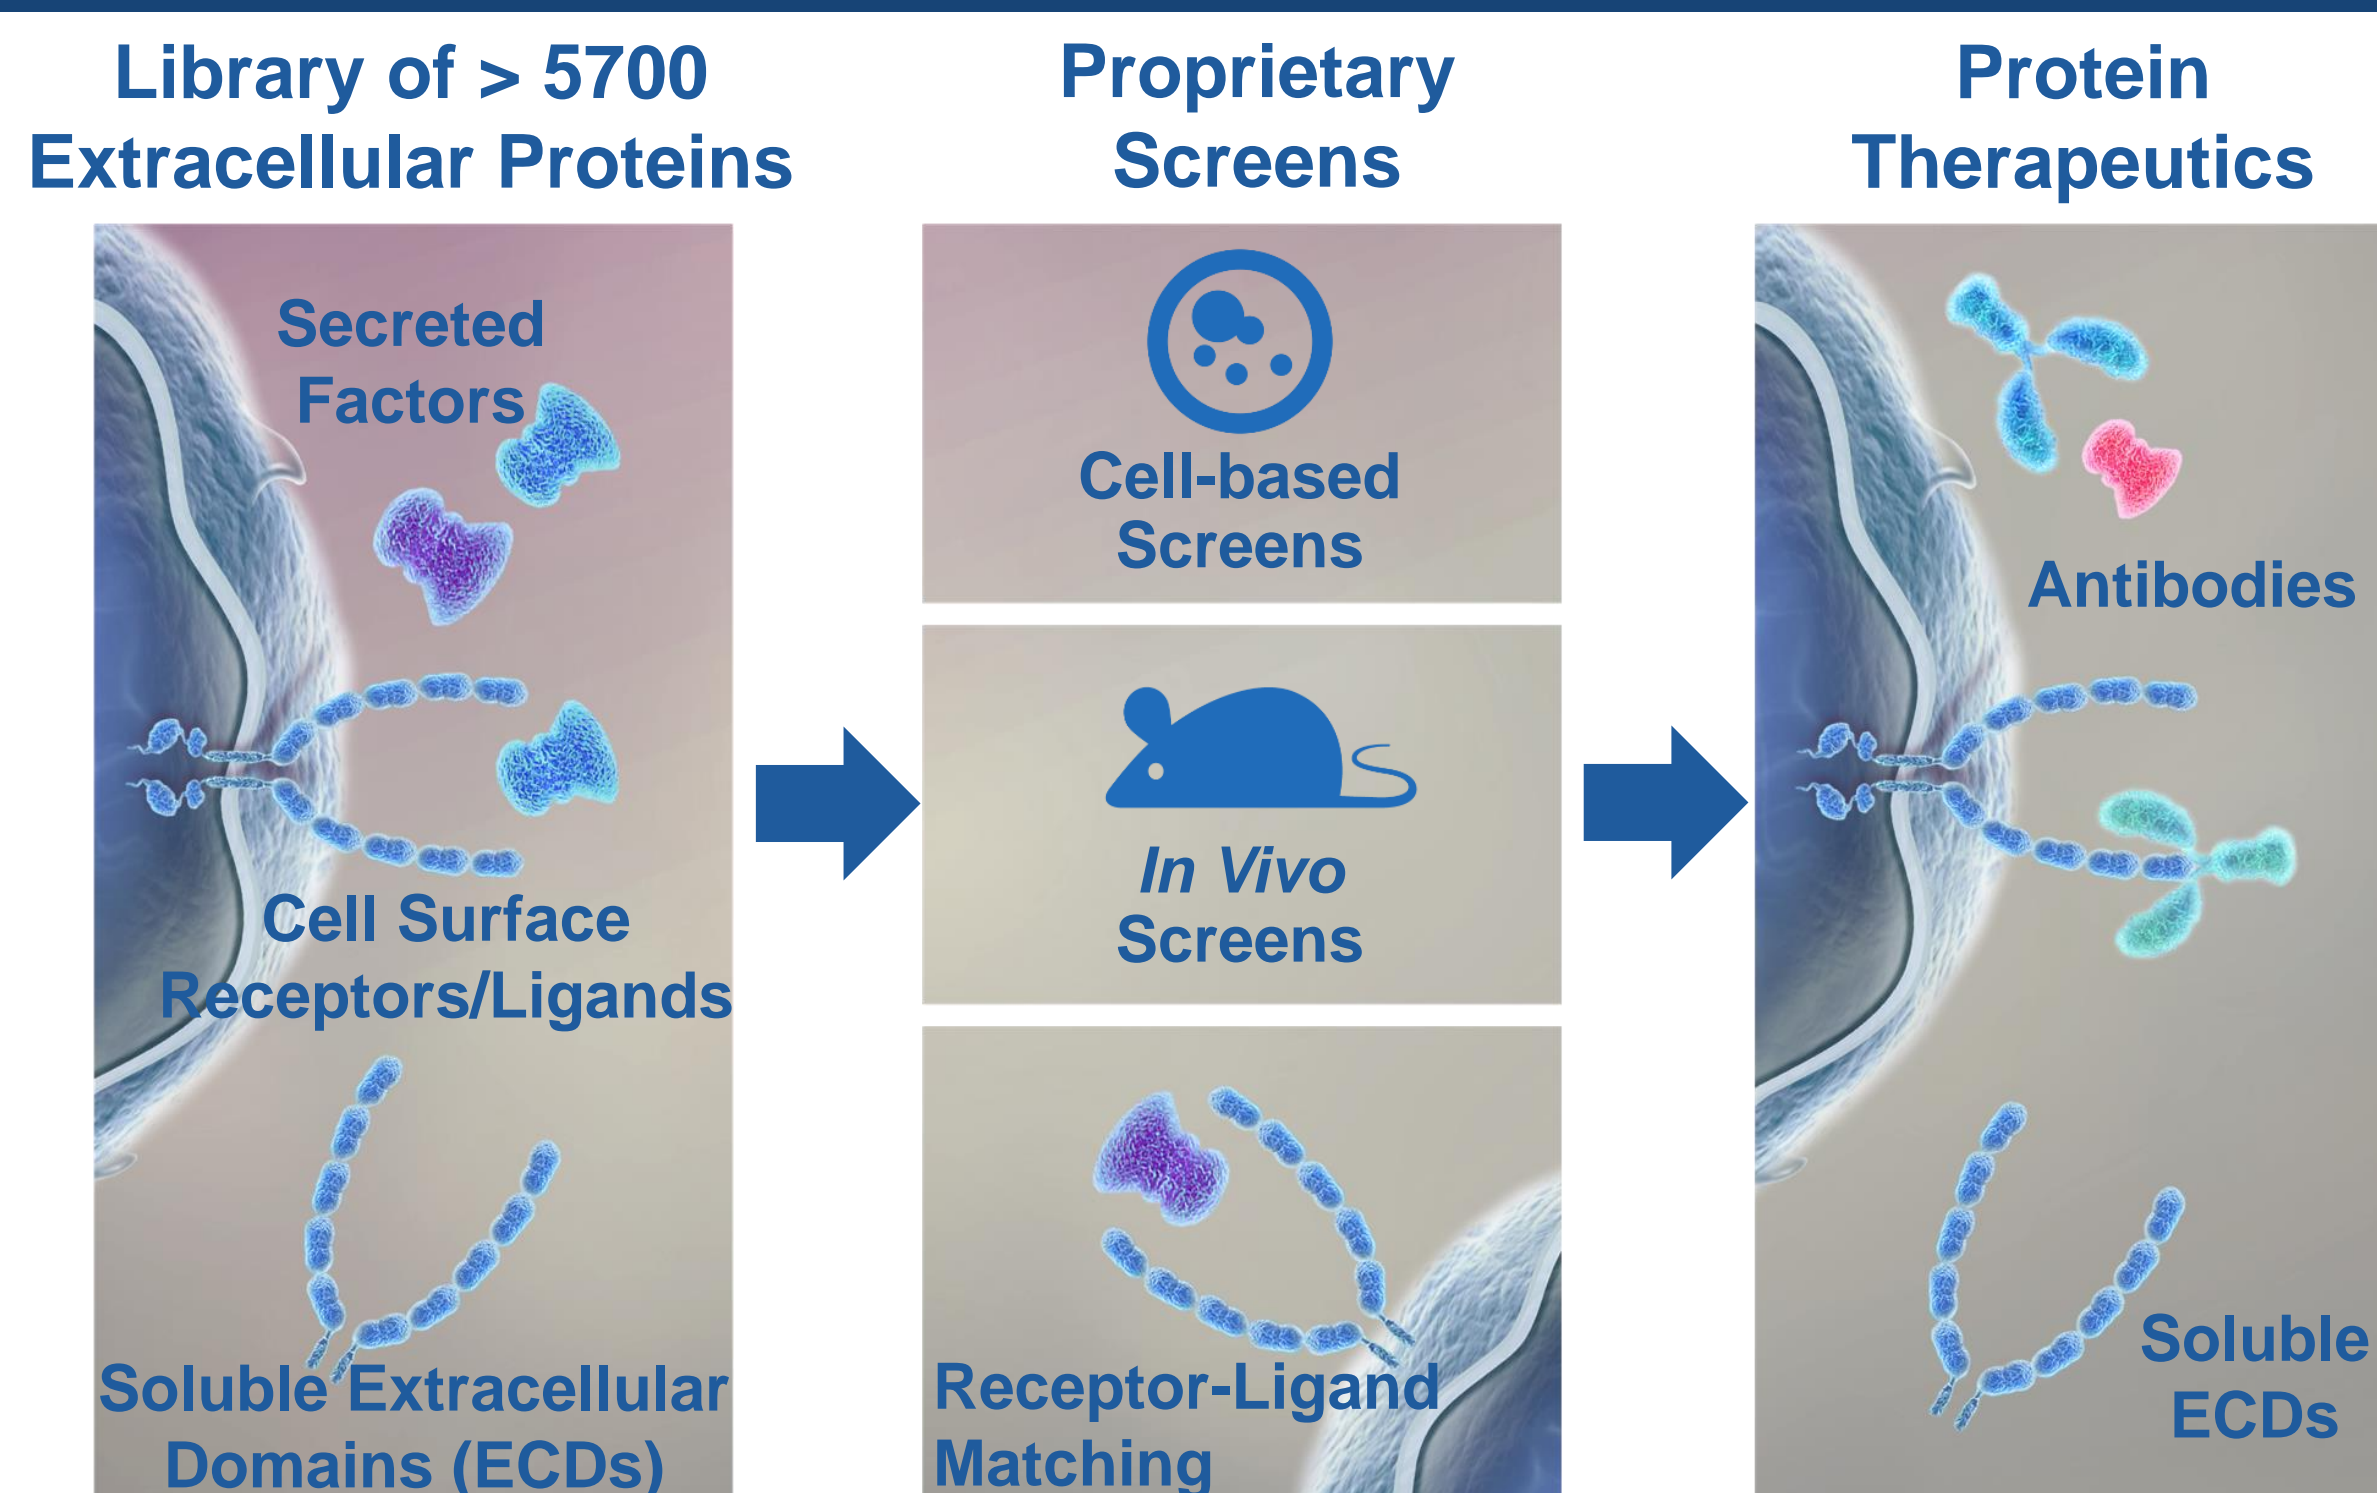 Library of > 5700
Extracellular Proteins
Secreted
Factors
Cell Surface
Receptors/Ligands
Soluble Extracellular
Domains (ECDs)
Proprietary
Screens
Cell-based
Screens
In Vivo
Screens
Receptor-Ligand
Matching
Protein
Therapeutics
Antibodies
Soluble
ECDs